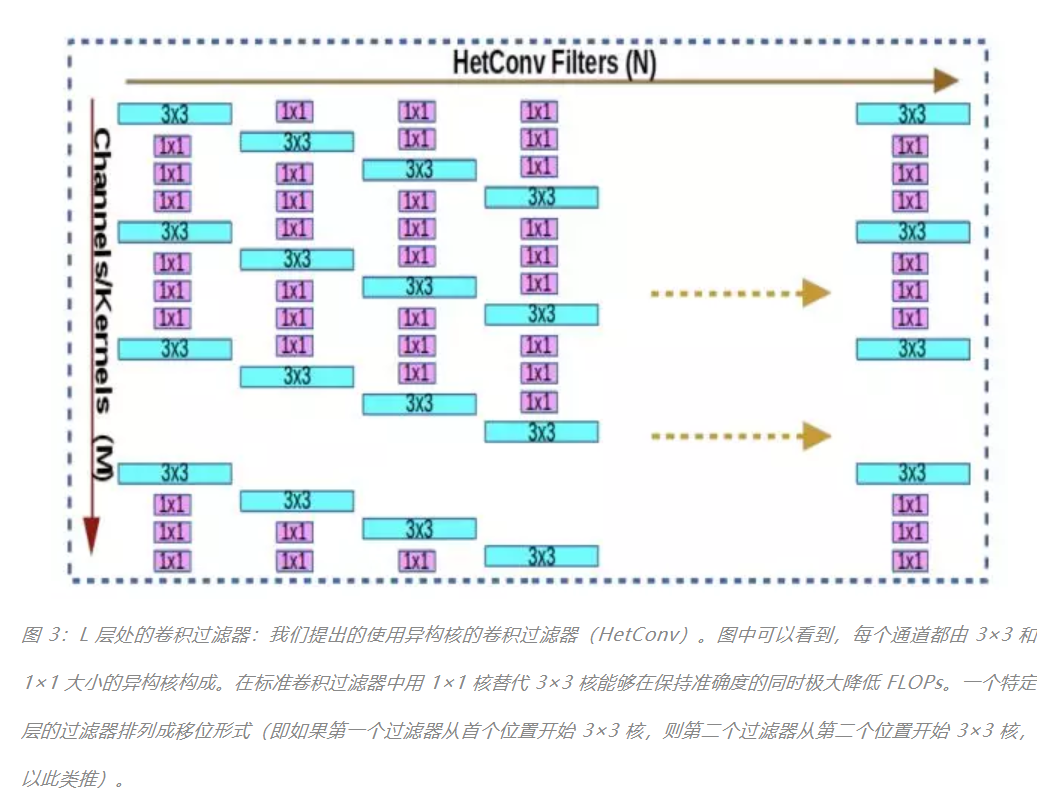 HetConv Filters (N)
Channels/Kernels (M)
3x3 1x1 1x1 1x1 3x3
1x1 3x3 1x1 1x1 1x1
1x1 1x1 3x3 1x1 1x1
1x1 1x1 1x1 3x3 1x1
3x3 1x1 1x1 1x1 3x3
1x1 3x3 1x1 1x1 1x1
1x1 1x1 3x3 1x1 1x1
1x1 1x1 1x1 3x3 1x1
3x3 1x1 1x1 1x1 3x3
3x3 1x1 1x1
3x3 1x1
3x3
3x3 3x3
1x1 3x3 1x1
1x1 1x1 3x3 1x1
1x1 1x1 1x1 3x3 1x1
图 3：L 层处的卷积过滤器：我们提出的使用异构核的卷积过滤器（HetConv）。图中可以看到，每个通道都由 3×3 和
1×1 大小的异构核构成。在标准卷积过滤器中用 1×1 核替代 3×3 核能够在保持准确度的同时极大降低 FLOPs。一个特定
层的过滤器排列成移位形式（即如果第一个过滤器从首个位置开始 3×3 核，则第二个过滤器从第二个位置开始 3×3 核，
以此类推）。